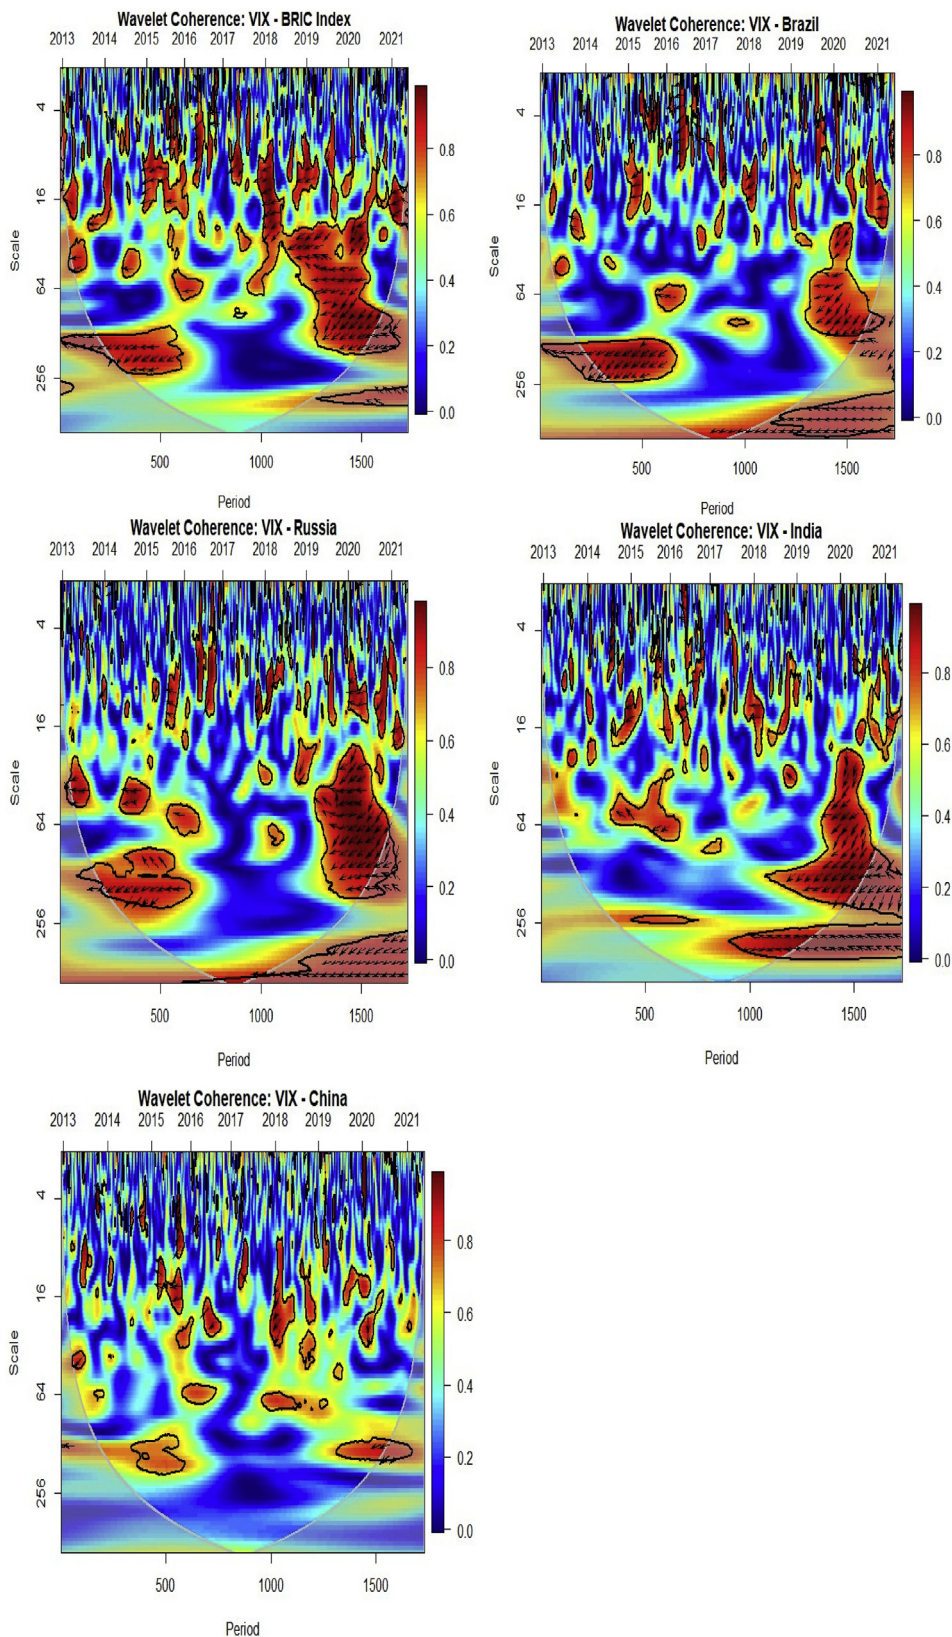 Wavelet Coherence: VIX - BRIC Index
2013 2014 2015 2016 2017 2018 2019 2020 2021
Scale
4
16
64
256
0.8
0.6
0.4
0.2
0.0
500 1000 1500
Period
Wavelet Coherence: VIX - Brazil
2013 2014 2015 2016 2017 2018 2019 2020 2021
Scale
4
16
64
256
0.8
0.6
0.4
0.2
0.0
500 1000 1500
Period
Wavelet Coherence: VIX - Russia
2013 2014 2015 2016 2017 2018 2019 2020 2021
Scale
4
16
64
256
0.8
0.6
0.4
0.2
0.0
500 1000 1500
Period
Wavelet Coherence: VIX - India
2013 2014 2015 2016 2017 2018 2019 2020 2021
Scale
4
16
64
256
0.8
0.6
0.4
0.2
0.0
500 1000 1500
Period
Wavelet Coherence: VIX - China
2013 2014 2015 2016 2017 2018 2019 2020 2021
Scale
4
16
64
256
0.8
0.6
0.4
0.2
0.0
500 1000 1500
Period